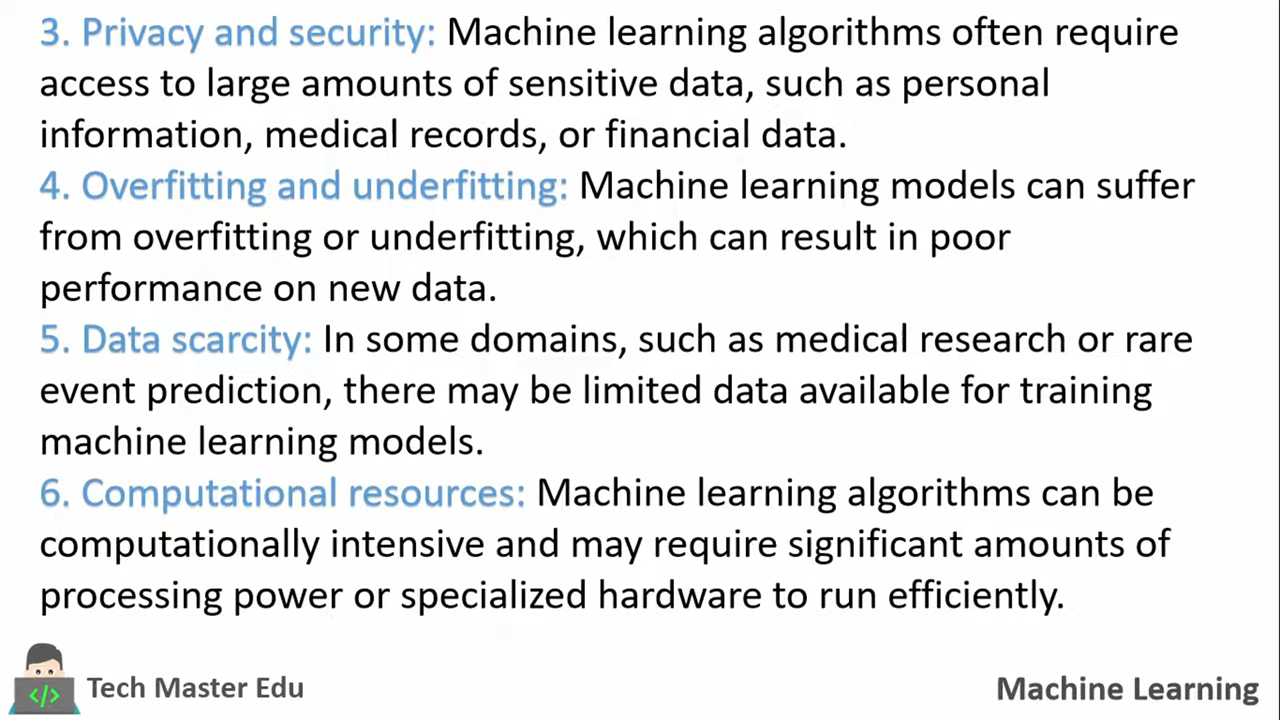 3. Privacy and security: Machine learning algorithms often require
access to large amounts of sensitive data, such as personal
information, medical records, or financial data.
4. Overfitting and underfitting: Machine learning models can suffer
from overfitting or underfitting, which can result in poor
performance on new data.
5. Data scarcity: In some domains, such as medical research or rare
event prediction, there may be limited data available for training
machine learning models.
6. Computational resources: Machine learning algorithms can be
computationally intensive and may require significant amounts of
processing power or specialized hardware to run efficiently.
</>
Tech Master Edu
Machine Learning